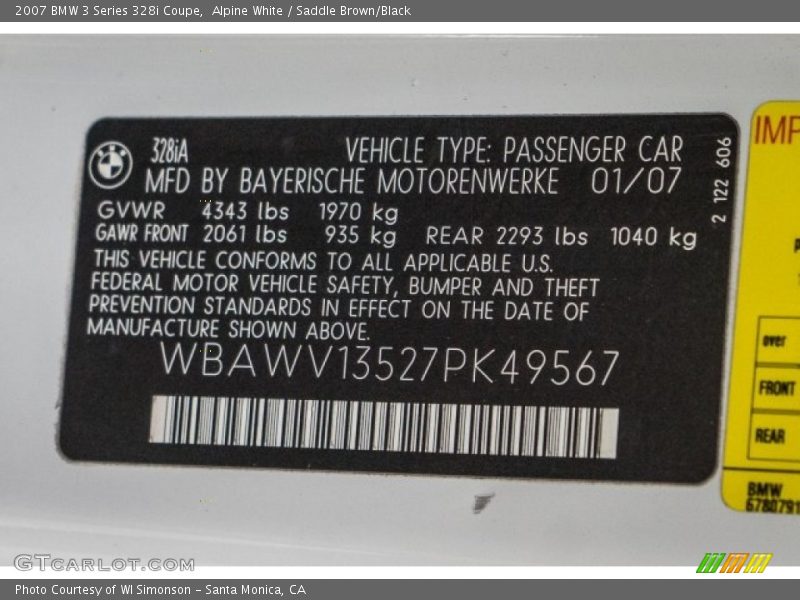 2007 BMW 3 Series 328i Coupe,  Alpine White / Saddle Brown/Black
328iA
VEHICLE TYPE: PASSENGER CAR
MFD BY BAYERISCHE MOTORENWERKE 01/07
GVWR 4343 lbs 1970 kg
GAWR FRONT 2061 lbs 935 kg REAR 2293 lbs 1040 kg
THIS VEHICLE CONFORMS TO ALL APPLICABLE U.S.
FEDERAL MOTOR VEHICLE SAFETY, BUMPER AND THEFT
PREVENTION STANDARDS IN EFFECT ON THE DATE OF
MANUFACTURE SHOWN ABOVE.
WBAWV13527PK49567
2 122 606
over
FRONT
REAR
BMW
GTCarLot.com
Photo Courtesy of WI Simonson – Santa Monica, CA